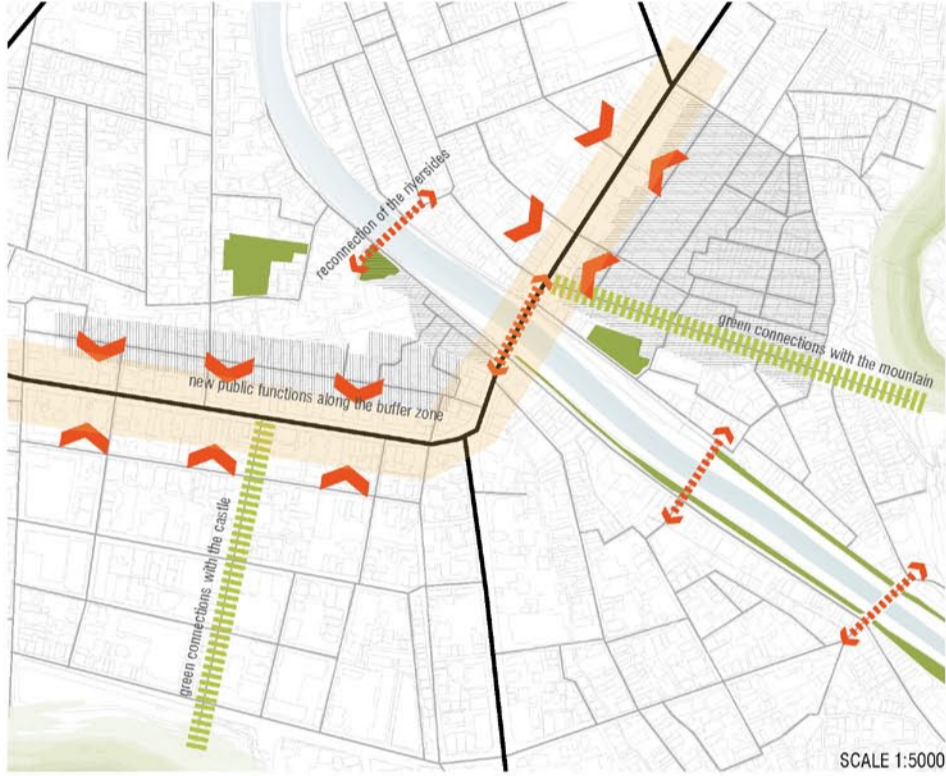 reconnection of the riversides
green connections with the mountain
new public functions along the buffer zone
green connections with the castle
SCALE 1:5000